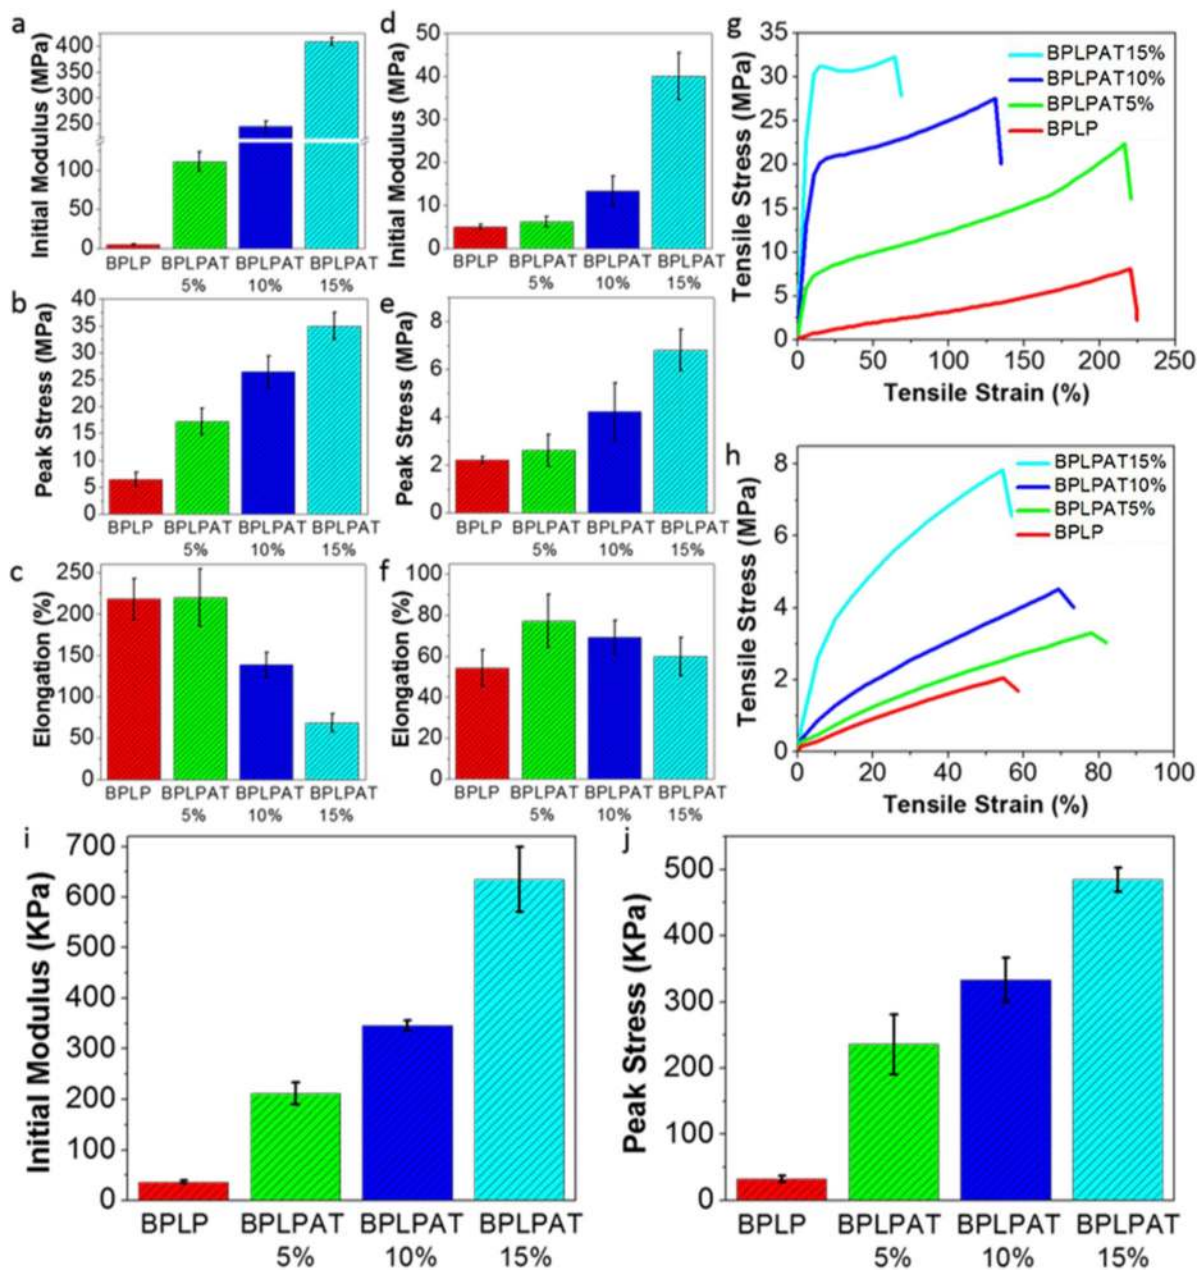 a
Initial Modulus (MPa)
400
350
300
250
100
50
0
BPLP BPLPAT BPLPAT BPLPAT
5% 10% 15%
d
Initial Modulus (MPa)
50
40
30
20
10
0
BPLP BPLPAT BPLPAT BPLPAT
5% 10% 15%
g
Tensile Stress (MPa)
35
30
25
20
15
10
5
0
BPLPAT15%
BPLPAT10%
BPLPAT5%
BPLP
0 50 100 150 200 250
Tensile Strain (%)
b
Peak Stress (MPa)
40
35
30
25
20
15
10
5
0
BPLP BPLPAT BPLPAT BPLPAT
5% 10% 15%
e
Peak Stress (MPa)
8
6
4
2
0
BPLP BPLPAT BPLPAT BPLPAT
5% 10% 15%
h
Tensile Stress (MPa)
8
6
4
2
0
BPLPAT15%
BPLPAT10%
BPLPAT5%
BPLP
0 20 40 60 80 100
Tensile Strain (%)
c
Elongation (%)
250
200
150
100
50
0
BPLP BPLPAT BPLPAT BPLPAT
5% 10% 15%
f
Elongation (%)
100
80
60
40
20
0
BPLP BPLPAT BPLPAT BPLPAT
5% 10% 15%
i
Initial Modulus (KPa)
700
600
500
400
300
200
100
0
BPLP BPLPAT BPLPAT BPLPAT
5% 10% 15%
j
Peak Stress (KPa)
500
400
300
200
100
0
BPLP BPLPAT BPLPAT BPLPAT
5% 10% 15%